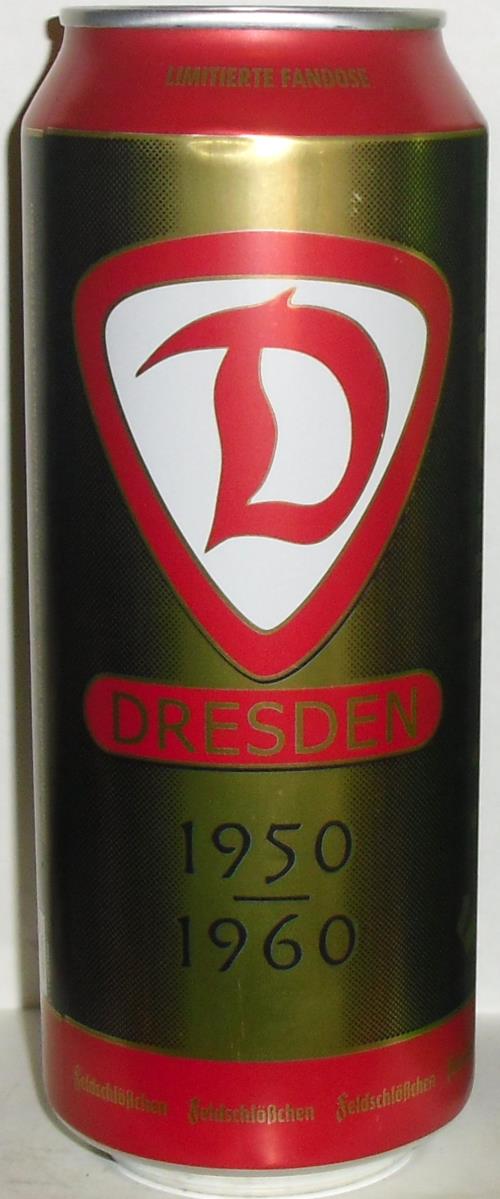 LIMITIERTE FANDOSE
D
DRESDEN
1950
1960
Feldschlößchen Feldschlößchen Feldschlößchen